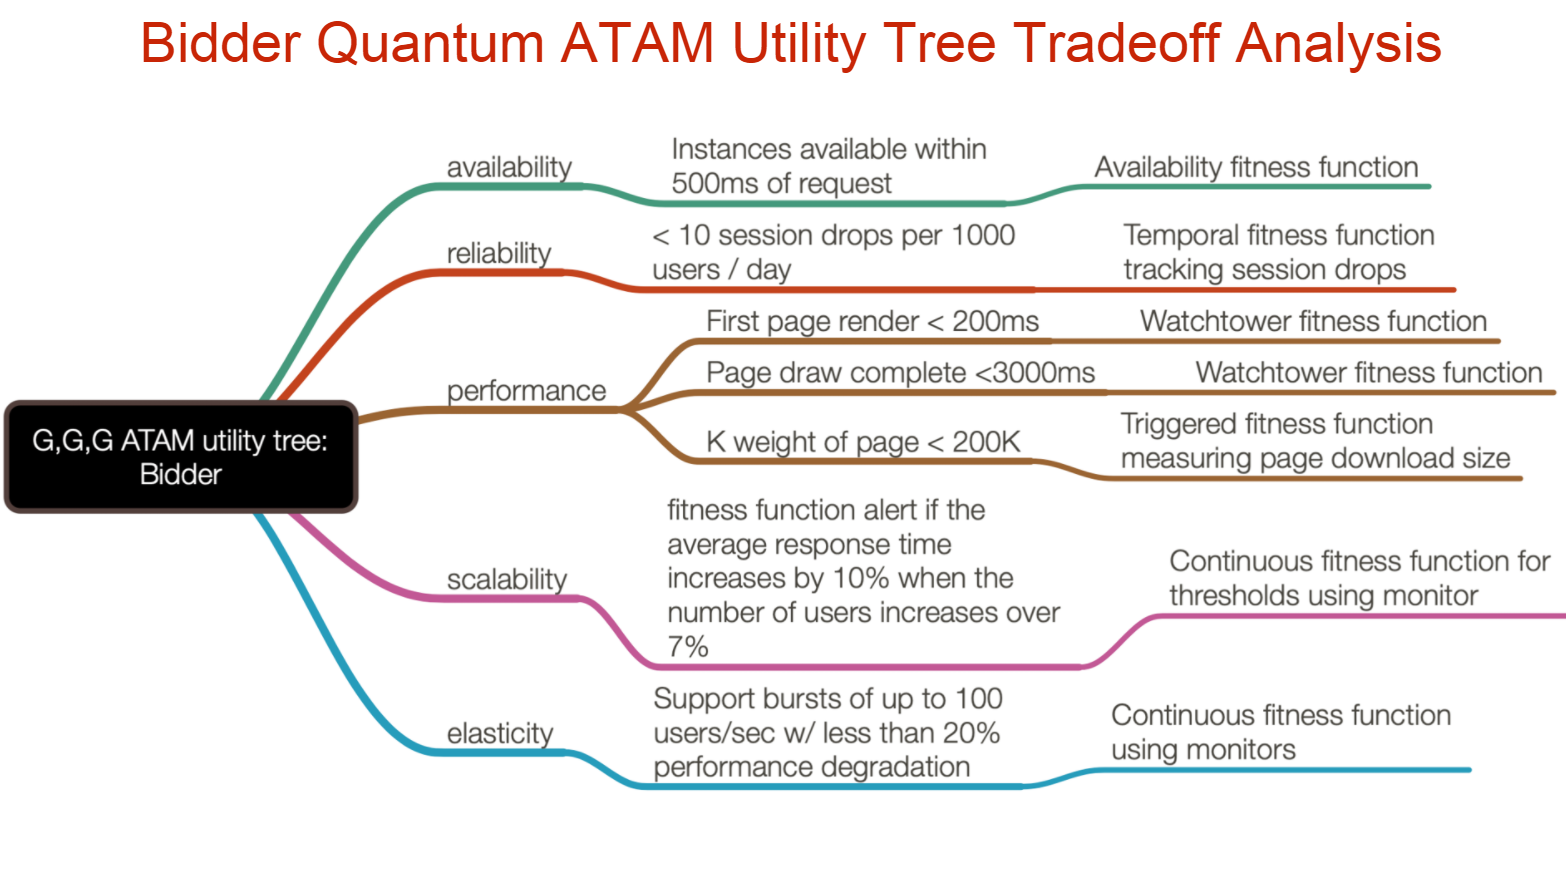 Bidder Quantum ATAM Utility Tree Tradeoff Analysis
G,G,G ATAM utility tree:
Bidder
availability
Instances available within
500ms of request
Availability fitness function
reliability
< 10 session drops per 1000
users / day
Temporal fitness function
tracking session drops
performance
First page render < 200ms
Watchtower fitness function
Page draw complete <3000ms
Watchtower fitness function
K weight of page < 200K
Triggered fitness function
measuring page download size
scalability
fitness function alert if the
average response time
increases by 10% when the
number of users increases over
7%
Continuous fitness function for
thresholds using monitor
elasticity
Support bursts of up to 100
users/sec w/ less than 20%
performance degradation
Continuous fitness function
using monitors